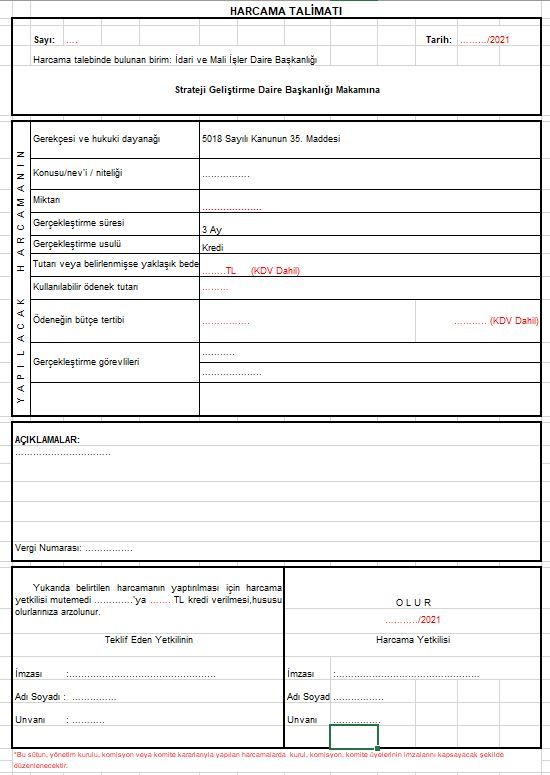 HARCAMA TALİMATI
Sayı: ....
Tarih: ........./2021
Harcama talebinde bulunan birim: İdari ve Mali İşler Daire Başkanlığı
Strateji Geliştirme Daire Başkanlığı Makamına
YAPILACAK HARCAMANIN
Gerekçesi ve hukuki dayanağı 5018 Sayılı Kanunun 35. Maddesi
Konusu/nev'i / niteliği ................
Miktarı ....................
Gerçekleştirme süresi 3 Ay
Gerçekleştirme usulü Kredi
Tutarı veya belirlenmişse yaklaşık bede ........TL (KDV Dahil)
Kullanılabilir ödenek tutarı .........
Ödeneğin bütçe tertibi ................ ........... (KDV Dahil)
Gerçekleştirme görevlileri ...........
....................
AÇIKLAMALAR:
................................
Vergi Numarası: ................
Yukarıda belirtilen harcamanın yaptırılması için harcama
yetkilisi mutemedi .............'ya ....... TL kredi verilmesi,hususu
olurlarınıza arzolunur.
Teklif Eden Yetkilinin
İmzası :..................................................
Adı Soyadı : ...............
Unvanı : ...........
O L U R
.........../2021
Harcama Yetkilisi
İmzası :................................................
Adı Soyad .................
Unvanı ................
*Bu sütun, yönetim kurulu, komisyon veya komite kararlarıyla yapılan harcamalarda kurul, komisyon, komite üyelerinin imzalarını kapsayacak şekilde
düzenlenecektir.